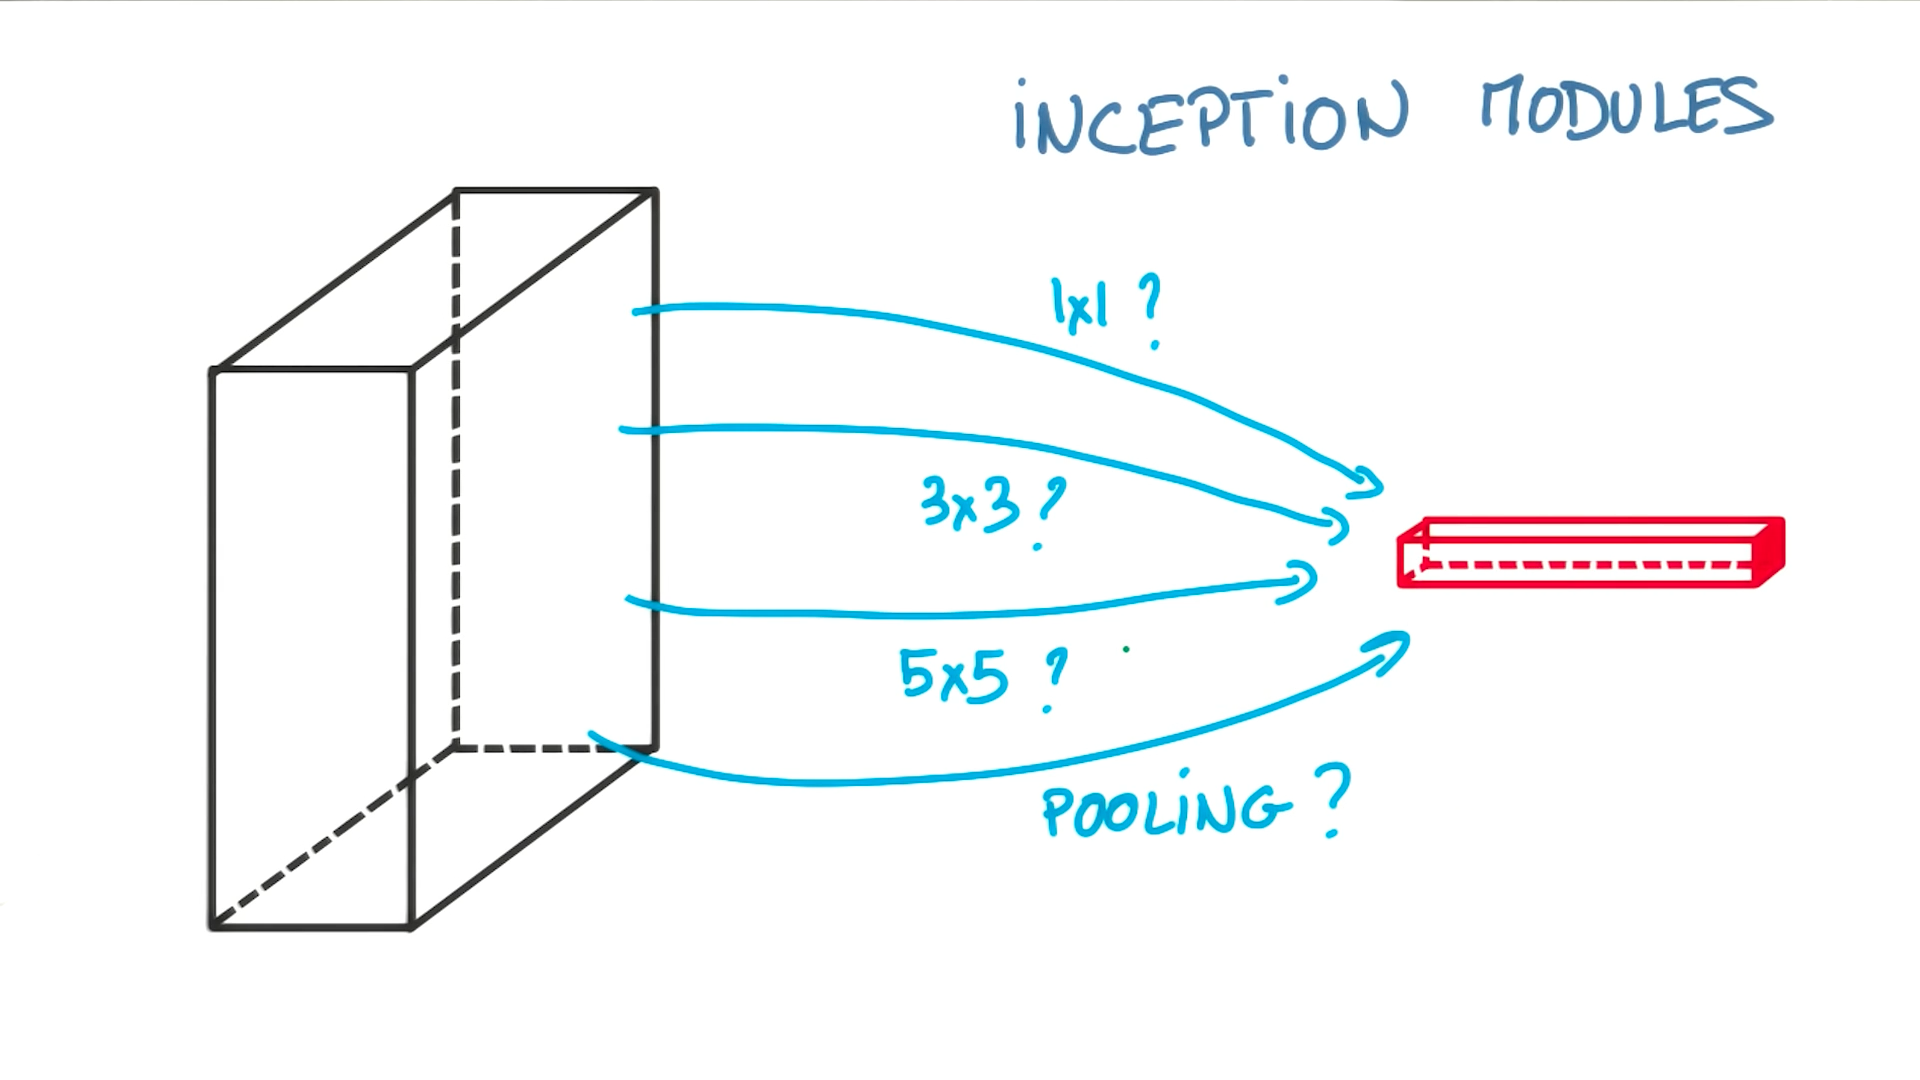 iNCEPTiON MODULES
1x1 ?
3x3 ?
5x5 ?
POOLiNG ?